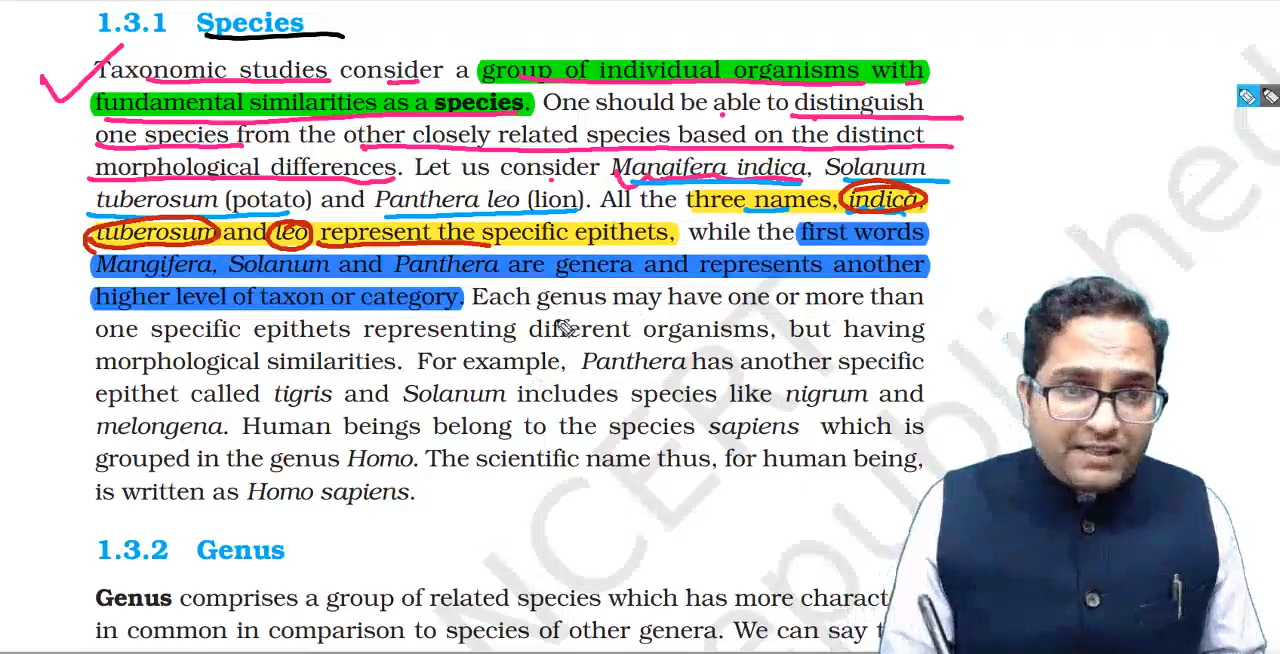 1.3.1 Species
Taxonomic studies consider a group of individual organisms with
fundamental similarities as a species. One should be able to distinguish
one species from the other closely related species based on the distinct
morphological differences. Let us consider Mangifera indica, Solanum
tuberosum (potato) and Panthera leo (lion). All the three names, indica,
tuberosum and leo represent the specific epithets, while the first words
Mangifera, Solanum and Panthera are genera and represents another
higher level of taxon or category. Each genus may have one or more than
one specific epithets representing different organisms, but having
morphological similarities. For example, Panthera has another specific
epithet called tigris and Solanum includes species like nigrum and
melongena. Human beings belong to the species sapiens which is
grouped in the genus Homo. The scientific name thus, for human being,
is written as Homo sapiens.
1.3.2 Genus
Genus comprises a group of related species which has more
in common in comparison to species of other genera. We can say
NCERT
republished